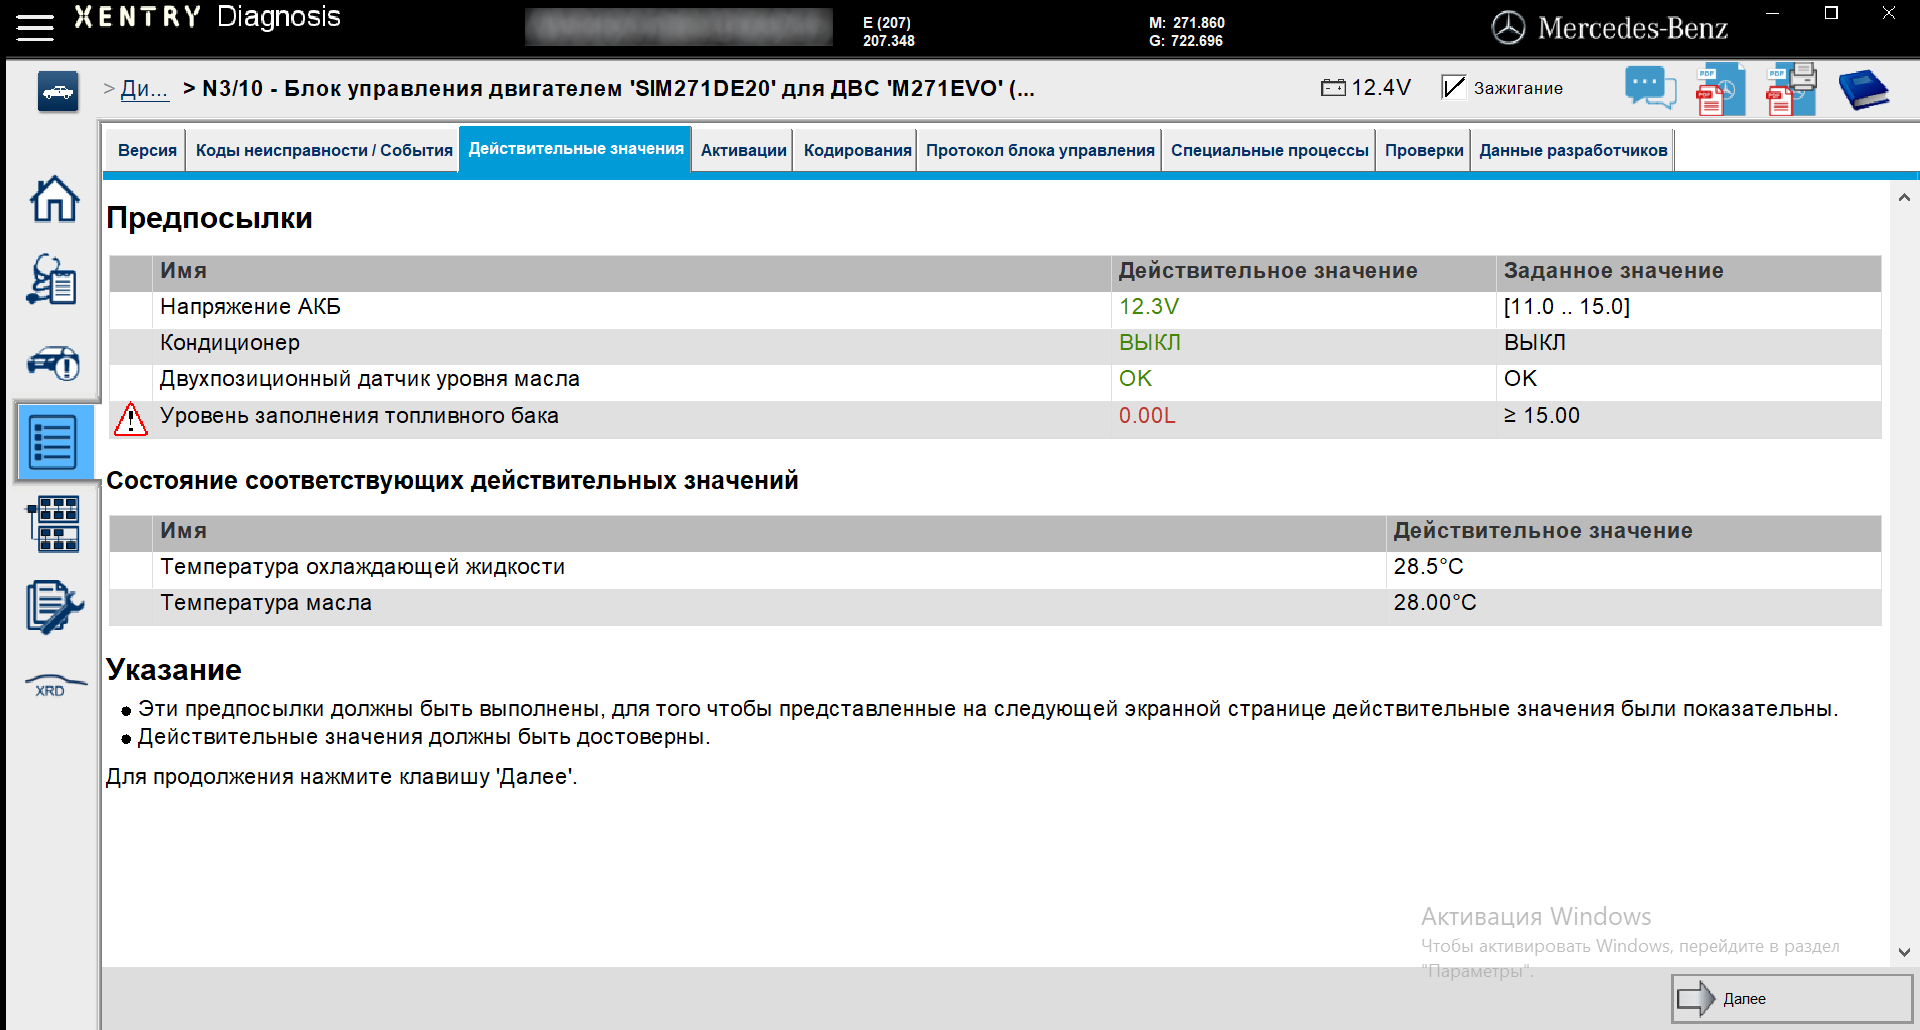 XENTRY Diagnosis
E (207)
207.348
M: 271.860
G: 722.696
Mercedes-Benz
> Ди... > N3/10 - Блок управления двигателем 'SIM271DE20' для ДВС 'M271EVO' (...
12.4V
Зажигание
PDF
PDF
PDF
PDF
Версия
Коды неисправности / События
Действительные значения
Активации
Кодирования
Протокол блока управления
Специальные процессы
Проверки
Данные разработчиков
Предпосылки
Имя Действительное значение Заданное значение
Напряжение АКБ 12.3V [11.0 .. 15.0]
Кондиционер ВЫКЛ ВЫКЛ
Двухпозиционный датчик уровня масла OK OK
Уровень заполнения топливного бака 0.00L ≥ 15.00
Состояние соответствующих действительных значений
Имя Действительное значение
Температура охлаждающей жидкости 28.5°C
Температура масла 28.00°C
XRD
Указание
● Эти предпосылки должны быть выполнены, для того чтобы представленные на следующей экранной странице действительные значения были показательны.
● Действительные значения должны быть достоверны.
Для продолжения нажмите клавишу 'Далее'.
Активация Windows
Чтобы активировать Windows, перейдите в раздел
"Параметры".
Далее